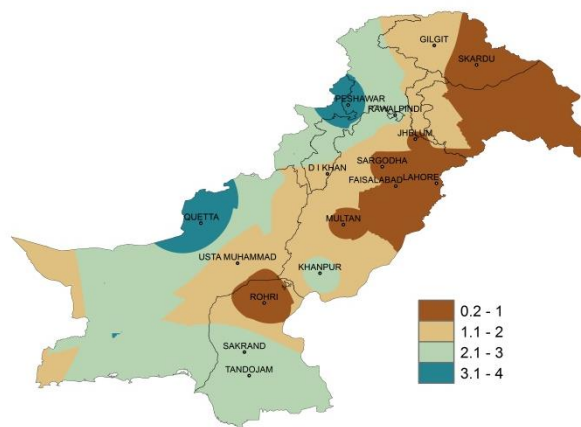 GILGIT
SKARDU
PESHAWAR
RAWALPINDI
JHELUM
SARGODHA
D I KHAN
FAISALABAD
LAHORE
QUETTA
MULTAN
USTA MUHAMMAD
KHANPUR
ROHRI
SAKRAND
TANDOJAM
0.2 - 1
1.1 - 2
2.1 - 3
3.1 - 4